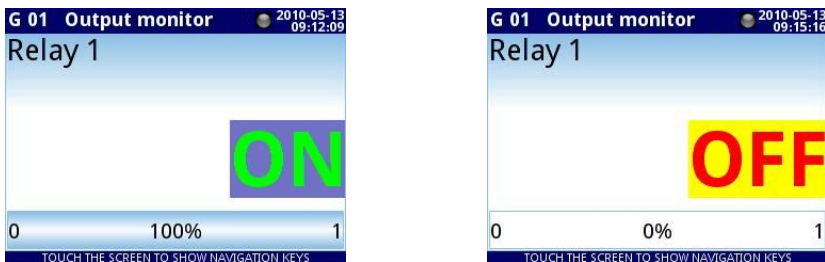 G 01 Output monitor 2010-05-13
09:12:09
Relay 1
ON
0 100% 1
TOUCH THE SCREEN TO SHOW NAVIGATION KEYS
G 01 Output monitor 2010-05-13
09:15:16
Relay 1
OFF
0 0% 1
TOUCH THE SCREEN TO SHOW NAVIGATION KEYS